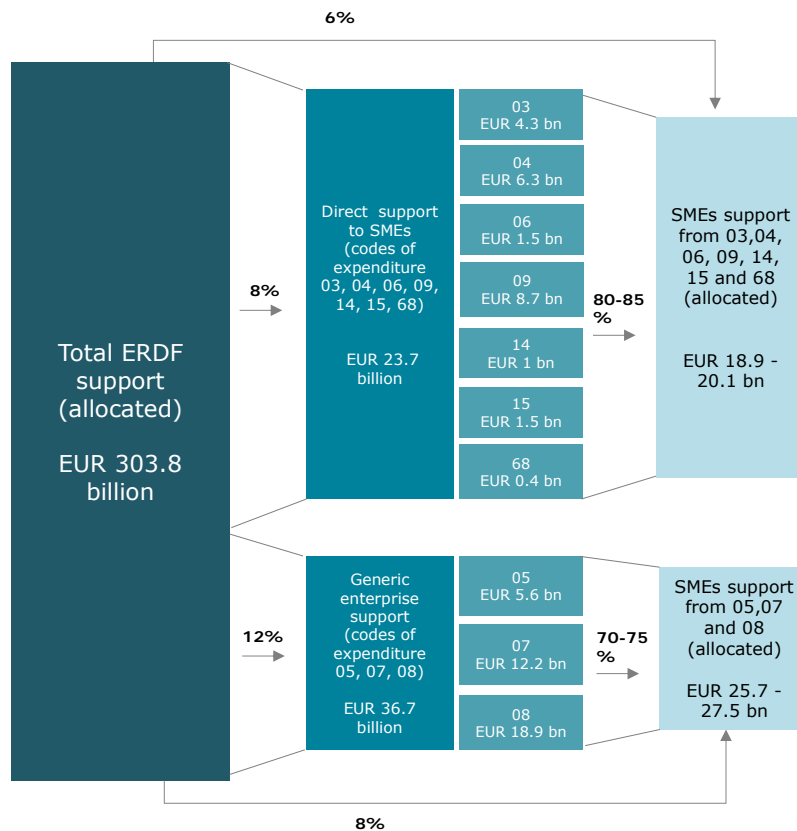 6%
Total ERDF
support
(allocated)
EUR 303.8
billion
8%
Direct support
to SMEs
(codes of
expenditure
03, 04, 06, 09,
14, 15, 68)
EUR 23.7
billion
03
EUR 4.3 bn
04
EUR 6.3 bn
06
EUR 1.5 bn
09
EUR 8.7 bn
14
EUR 1 bn
15
EUR 1.5 bn
68
EUR 0.4 bn
80-85
%
SMEs support
from 03,04,
06, 09, 14,
15 and 68
(allocated)
EUR 18.9 -
20.1 bn
12%
Generic
enterprise
support
(codes of
expenditure
05, 07, 08)
EUR 36.7
billion
05
EUR 5.6 bn
07
EUR 12.2 bn
08
EUR 18.9 bn
70-75
%
SMEs support
from 05,07
and 08
(allocated)
EUR 25.7 -
27.5 bn
8%